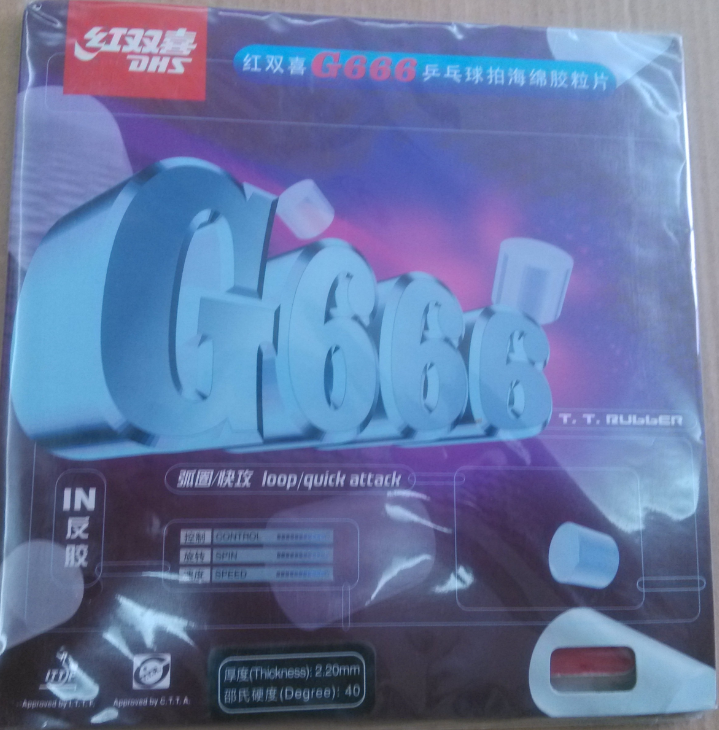 红双喜
DHS
红双喜 G666 乒乓球拍海绵胶粒片
G666
T. T. RUBBER
弧圈/快攻 loop/quick attack
IN
反
胶
控制 CONTROL
旋转 SPIN
速度 SPEED
ITTF
Approved by I.T.T.F.
Approved by C.T.T.A.
厚度(Thickness): 2.20mm
邵氏硬度(Degree): 40